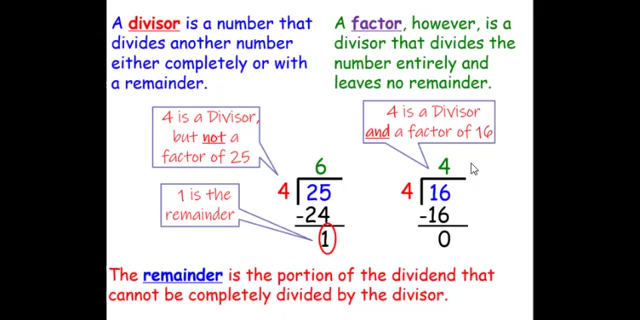 A divisor is a number that
divides another number
either completely or with
a remainder.
A factor, however, is a
divisor that divides the
number entirely and
leaves no remainder.
4 is a Divisor,
but not a
factor of 25
4 is a Divisor
and a factor of 16
6
4 25
-24
1
1 is the
remainder
4
4 16
-16
0
The remainder is the portion of the dividend that
cannot be completely divided by the divisor.